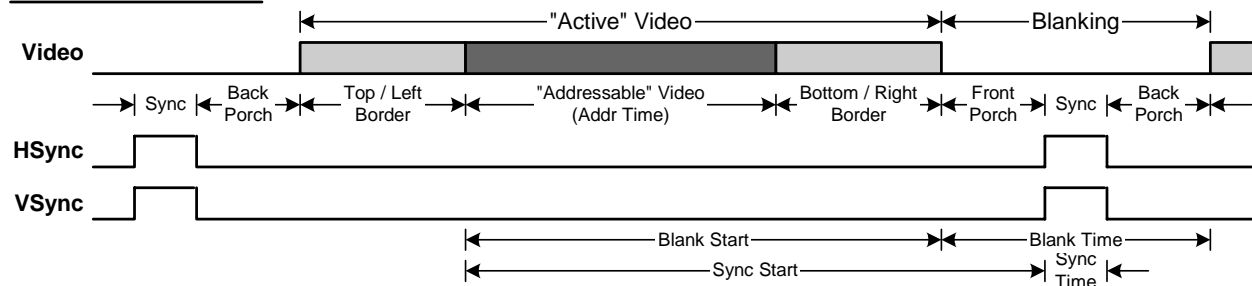 "Active" Video Blanking
Video
Sync Back Porch Top / Left Border "Addressable" Video (Addr Time) Bottom / Right Border Front Porch Sync Back Porch
HSync
VSync
Blank Start Blank Time
Sync Start Sync Time